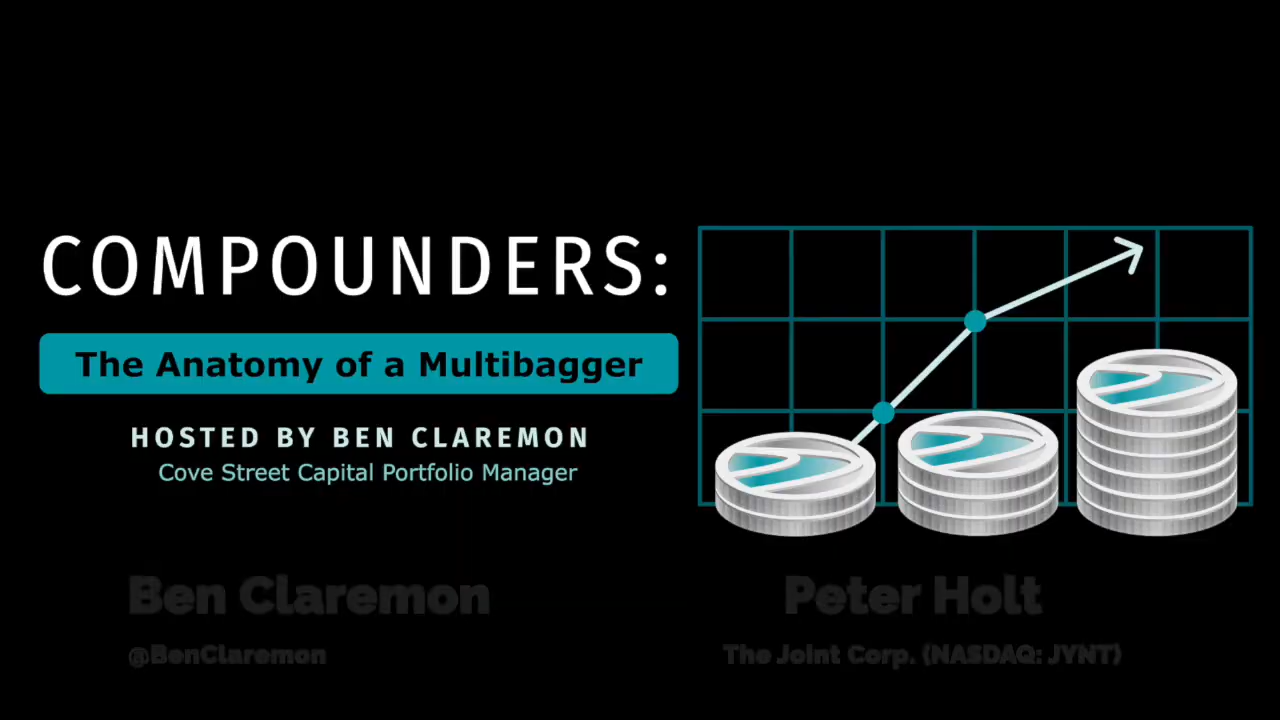 COMPOUNDERS:
The Anatomy of a Multibagger
HOSTED BY BEN CLAREMON
Cove Street Capital Portfolio Manager
Ben Claremon
@BenClaremon
Peter Holt
The Joint Corp. (NASDAQ: JYNT)